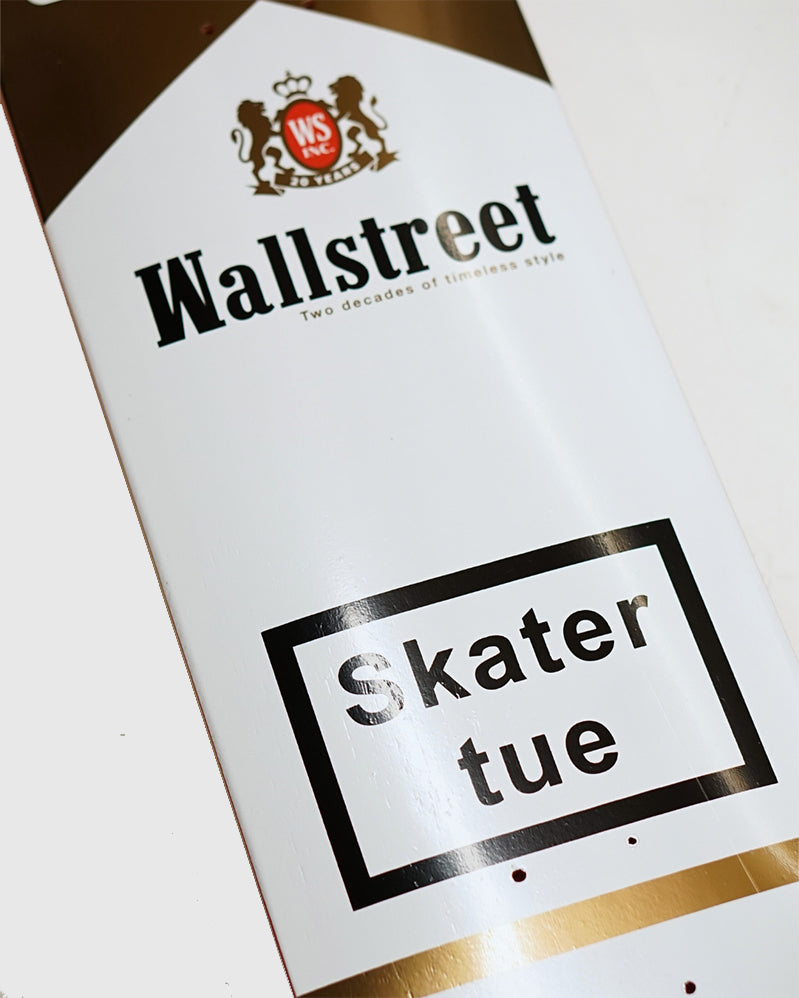 WS
INC.
20 YEARS
Wallstreet
Two decades of timeless style
Skater
tue